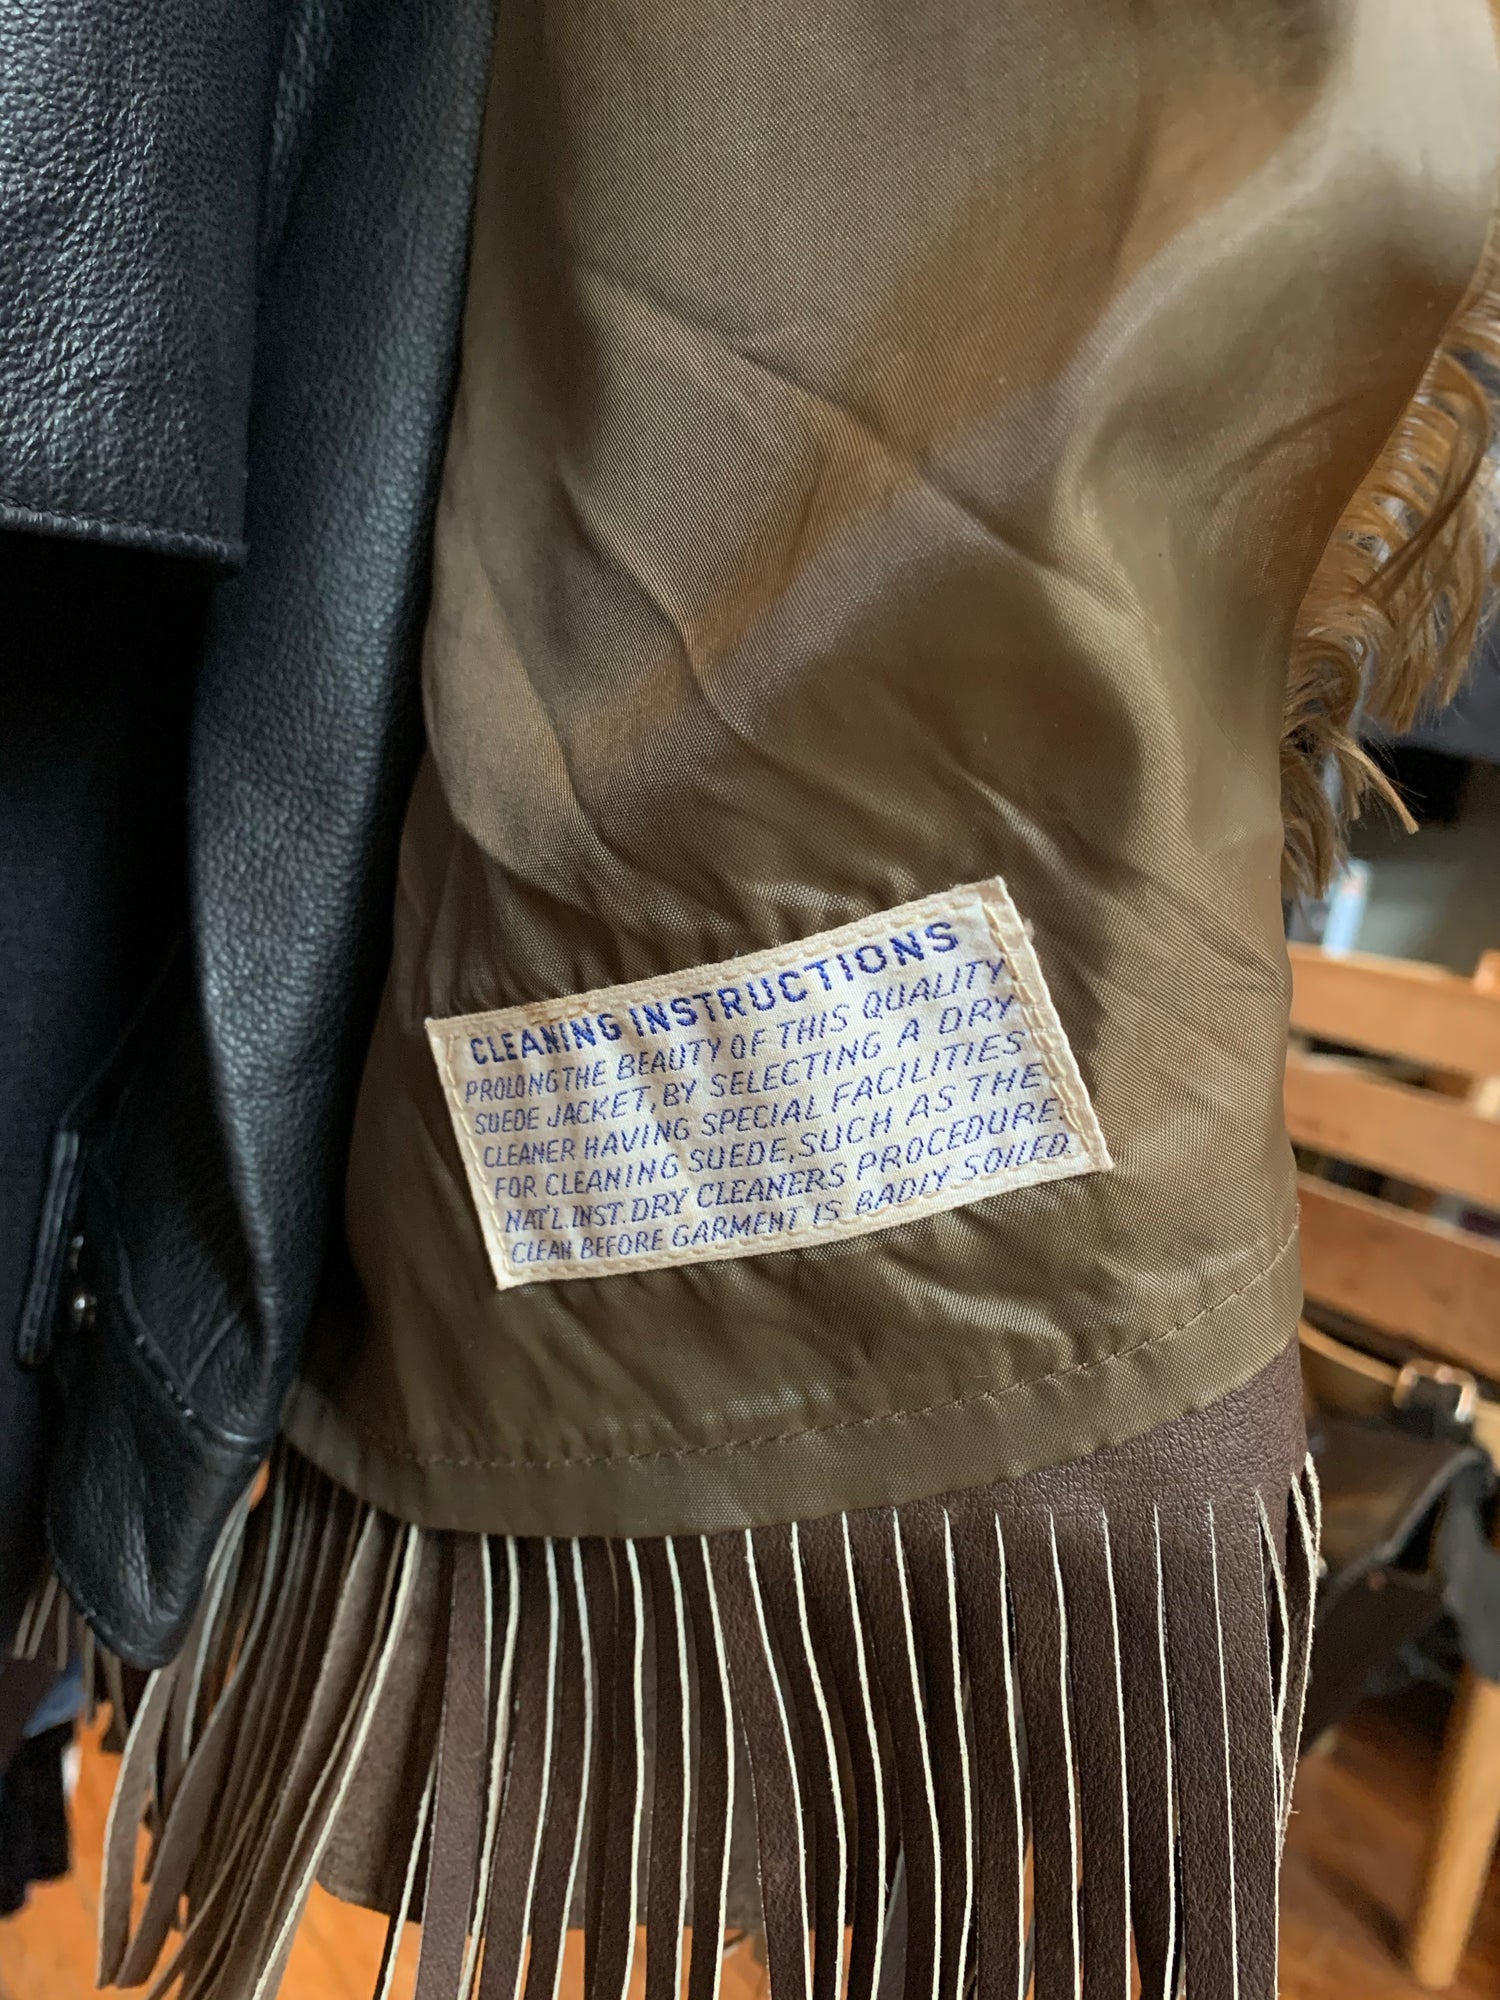 CLEANING INSTRUCTIONS
PROLONG THE BEAUTY OF THIS QUALITY
SUEDE JACKET, BY SELECTING A DRY
CLEANER HAVING SPECIAL FACILITIES
FOR CLEANING SUEDE, SUCH AS THE
NAT'L. INST. DRY CLEANERS PROCEDURE.
CLEAN BEFORE GARMENT IS BADLY SOILED.